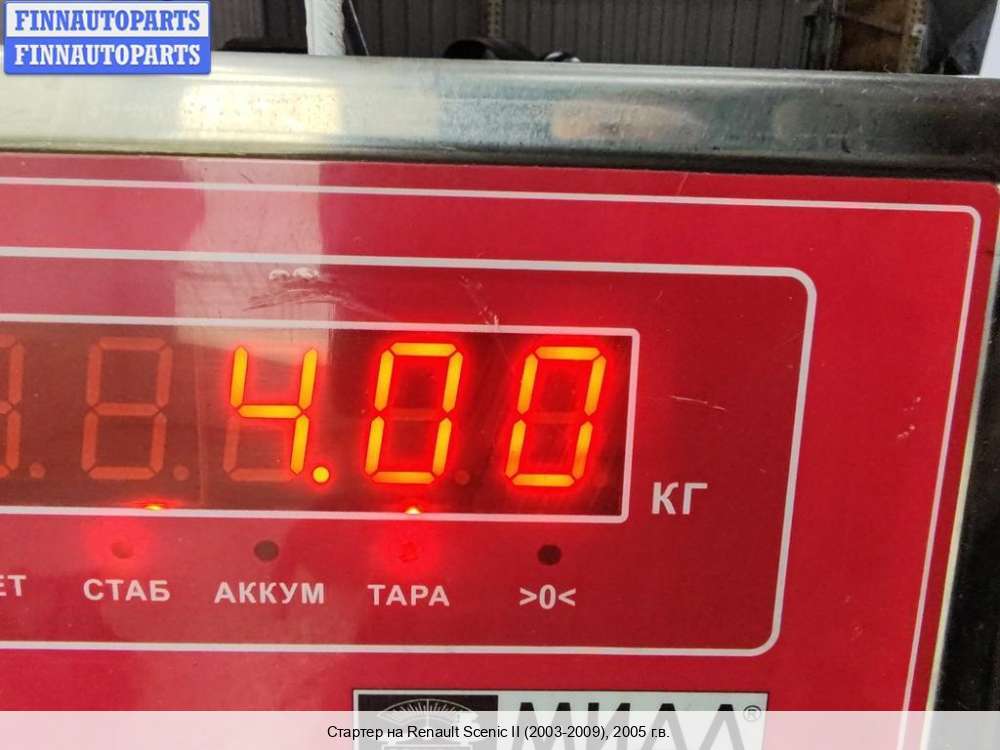 FINNAUTOPARTS
FINNAUTOPARTS
4.00
КГ
СТАБ АККУМ ТАРА >0<
®
Стартер на Renault Scenic II (2003-2009), 2005 г.в.